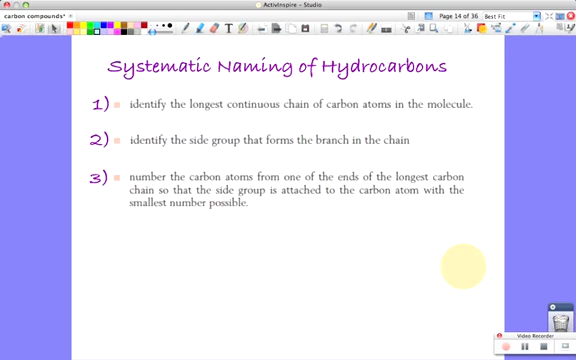 ActivInspire – Studio
carbon compounds*
Page 14 of 36
Best Fit
Systematic Naming of Hydrocarbons
1) identify the longest continuous chain of carbon atoms in the molecule.
2) identify the side group that forms the branch in the chain
3) number the carbon atoms from one of the ends of the longest carbon
chain so that the side group is attached to the carbon atom with the
smallest number possible.
Video Recorder